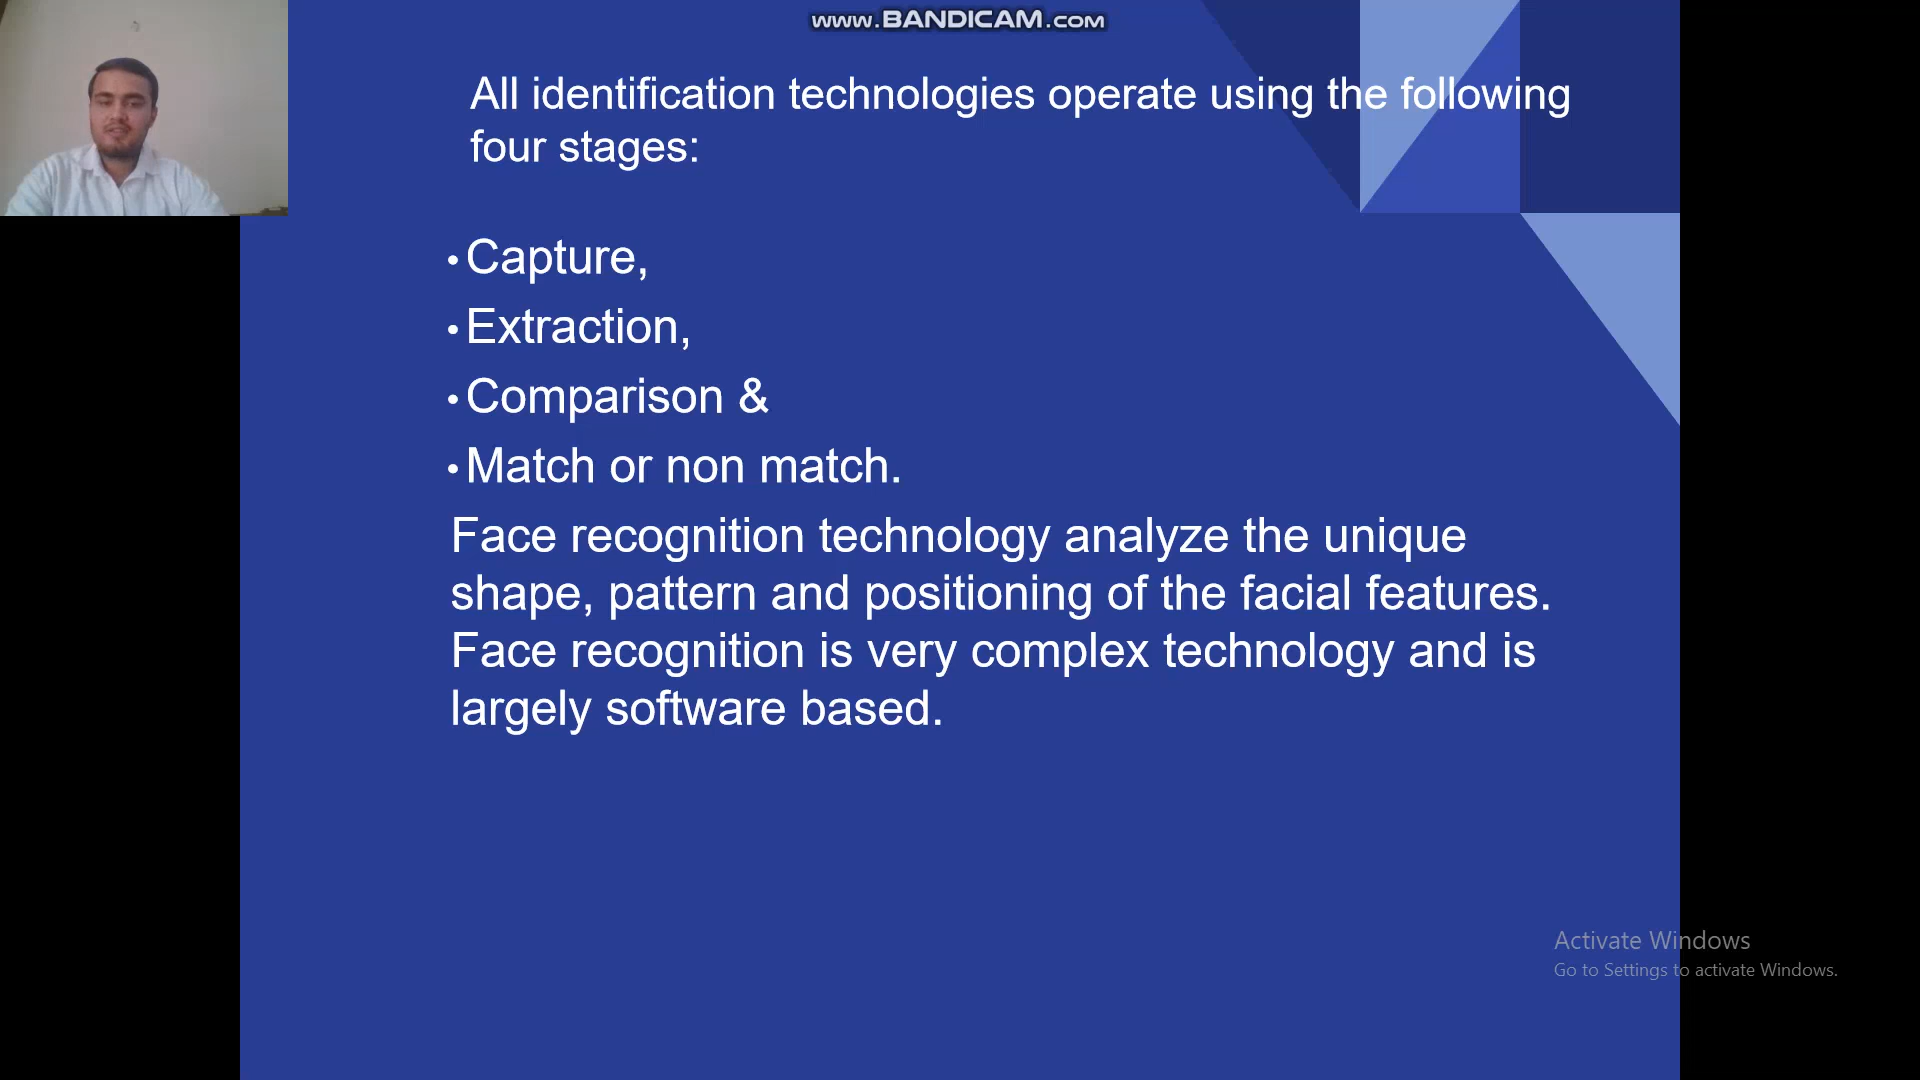 www.BANDICAM.com
All identification technologies operate using the following
four stages:
• Capture,
• Extraction,
• Comparison &
• Match or non match.
Face recognition technology analyze the unique
shape, pattern and positioning of the facial features.
Face recognition is very complex technology and is
largely software based.
Activate Windows
Go to Settings to activate Windows.